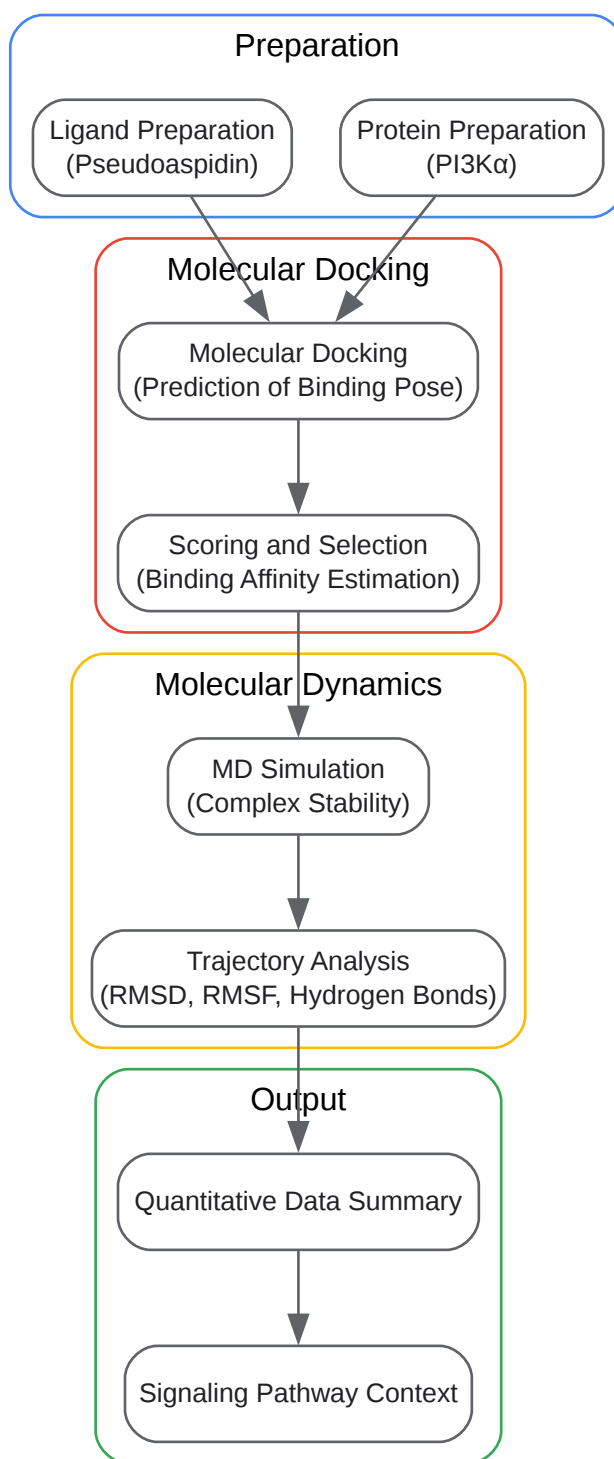 Preparation
Ligand Preparation
(Pseudoaspidin)
Protein Preparation
(PI3Kα)
Molecular Docking
Molecular Docking
(Prediction of Binding Pose)
Scoring and Selection
(Binding Affinity Estimation)
Molecular Dynamics
MD Simulation
(Complex Stability)
Trajectory Analysis
(RMSD, RMSF, Hydrogen Bonds)
Output
Quantitative Data Summary
Signaling Pathway Context